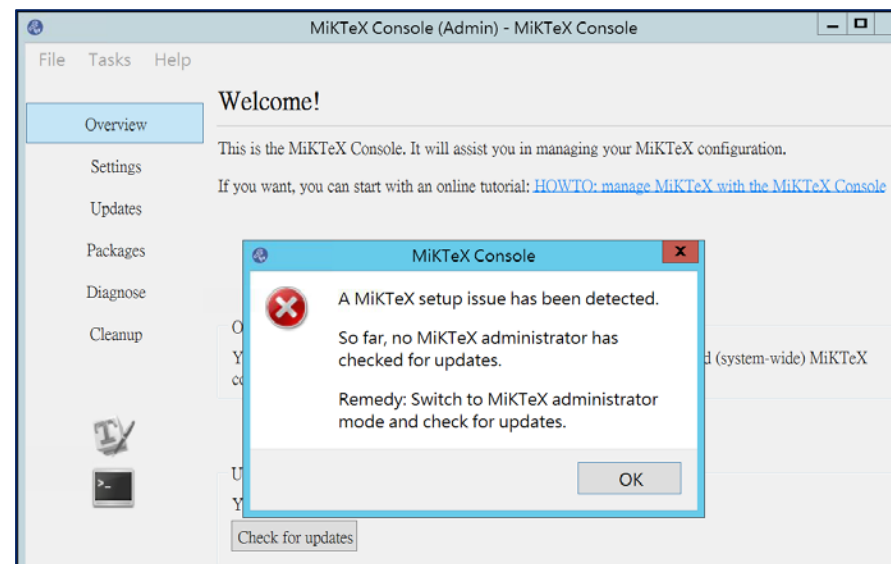 MiKTeX Console (Admin) - MiKTeX Console
File Tasks Help
Welcome!
Overview
This is the MiKTeX Console. It will assist you in managing your MiKTeX configuration.
Settings
If you want, you can start with an online tutorial: HOWTO: manage MiKTeX with the MiKTeX Console
Updates
Packages
Diagnose
Cleanup
MiKTeX Console
A MiKTeX setup issue has been detected.
So far, no MiKTeX administrator has
checked for updates.
Remedy: Switch to MiKTeX administrator
mode and check for updates.
OK
(system-wide) MiKTeX
Check for updates